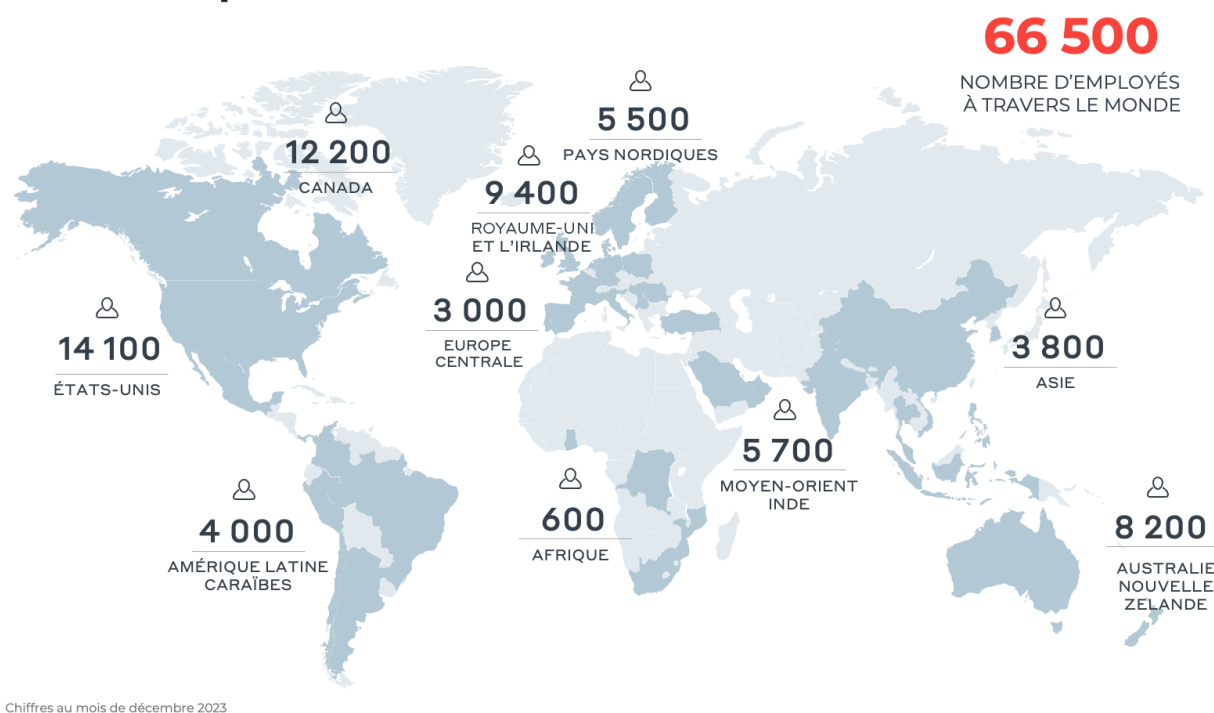 66 500
NOMBRE D’EMPLOYÉS
À TRAVERS LE MONDE
5 500
PAYS NORDIQUES
12 200
CANADA
9 400
ROYAUME-UNI
ET L’IRLANDE
3 000
EUROPE
CENTRALE
14 100
ÉTATS-UNIS
3 800
ASIE
5 700
MOYEN-ORIENT
INDE
4 000
AMÉRIQUE LATINE
CARAÏBES
600
AFRIQUE
8 200
AUSTRALIE
NOUVELLE
ZELANDE
Chiffres au mois de décembre 2023